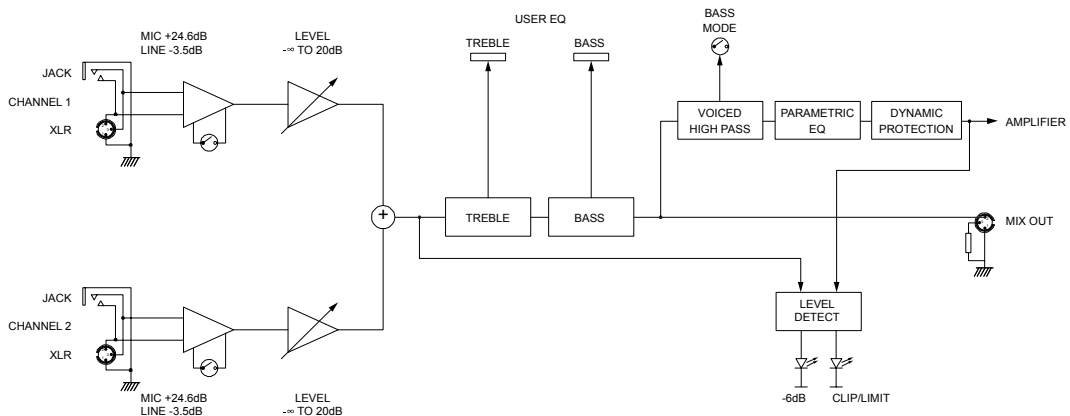 MIC +24.6dB
LINE -3.5dB
LEVEL
-∞ TO 20dB
JACK
CHANNEL 1
XLR
USER EQ
TREBLE
BASS
BASS
MODE
VOICED
HIGH PASS
PARAMETRIC
EQ
DYNAMIC
PROTECTION
AMPLIFIER
+
TREBLE
BASS
MIX OUT
JACK
CHANNEL 2
XLR
MIC +24.6dB
LINE -3.5dB
LEVEL
-∞ TO 20dB
LEVEL
DETECT
-6dB
CLIP/LIMIT